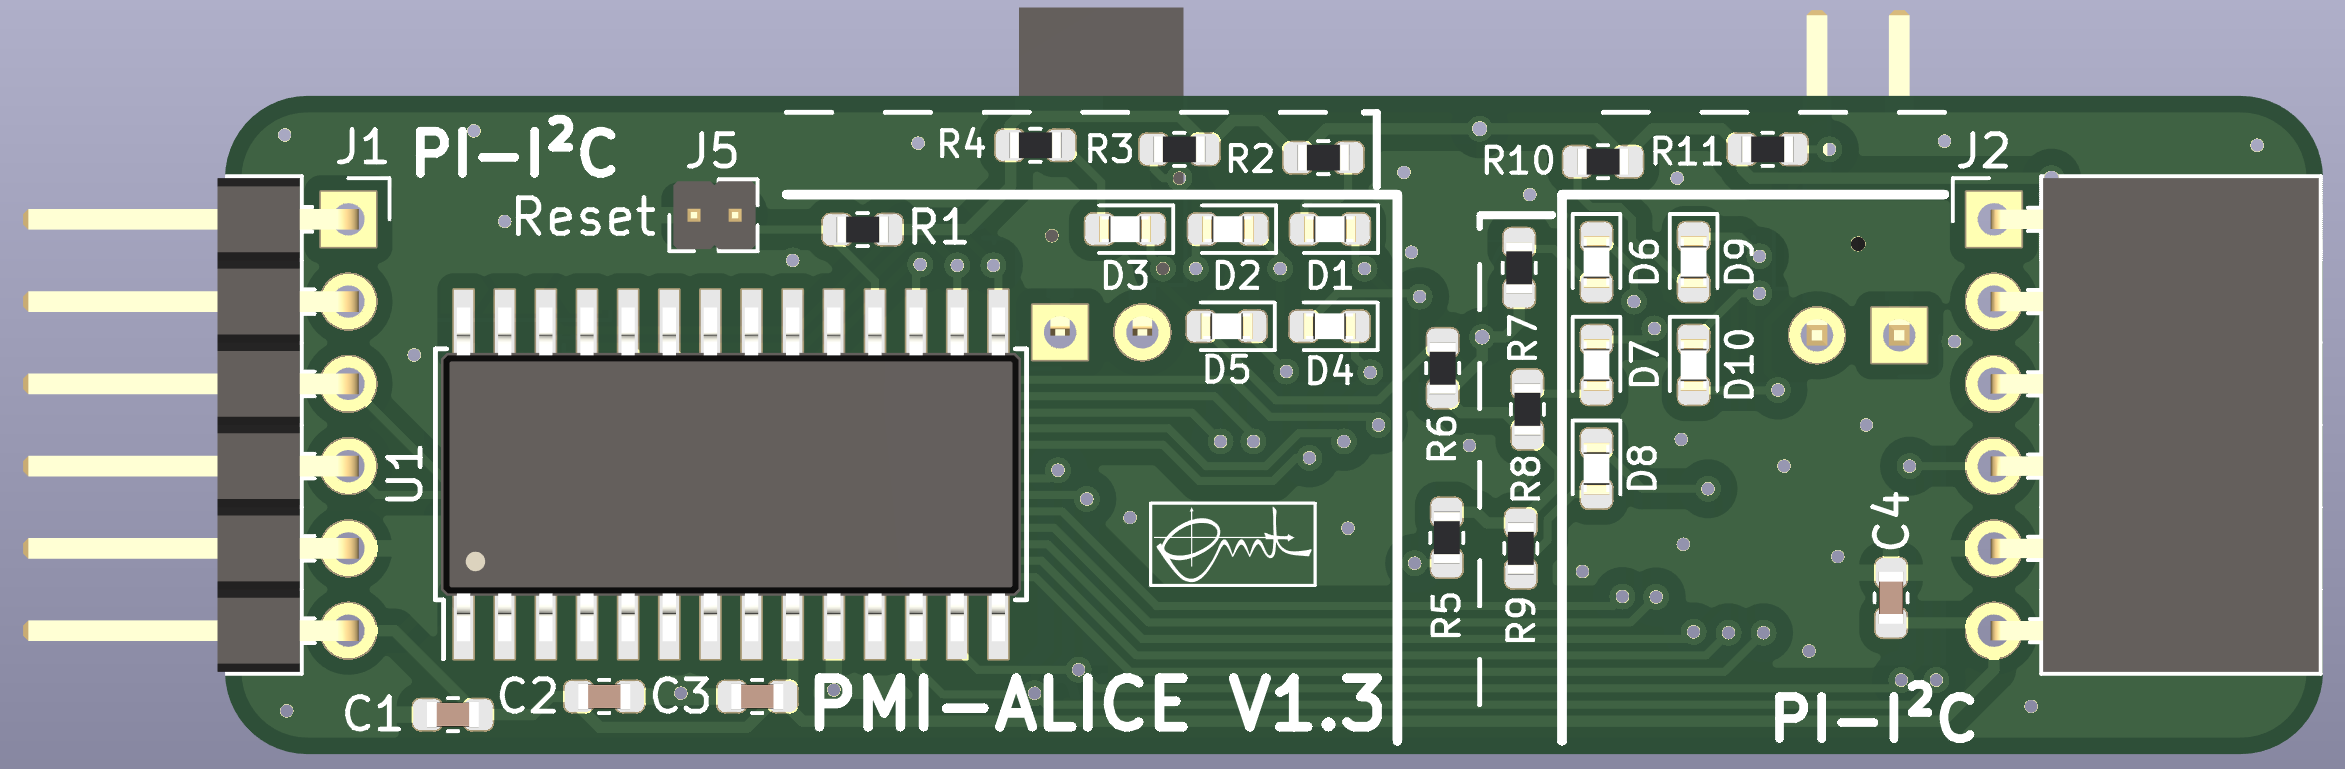 J1
PI-I²C
J5
Reset
R1
R4
R3
R2
D3
D2
D1
D5
D4
U1
C1
C2
C3
PMI-ALICE V1.3
R10
R11
J2
R7
R6
R8
R5
R9
D6
D9
D7
D10
D8
C4
PI-I²C